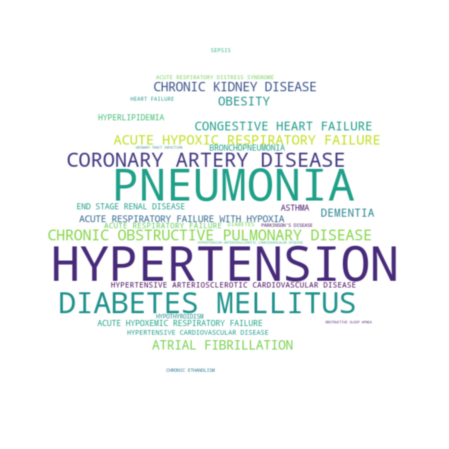 SEPSIS
ACUTE RESPIRATORY DISTRESS SYNDROME
CHRONIC KIDNEY DISEASE
HEART FAILURE
OBESITY
HYPERLIPIDEMIA
CONGESTIVE HEART FAILURE
ACUTE HYPOXIC RESPIRATORY FAILURE
BRONCHOPNEUMONIA
CORONARY ARTERY DISEASE
PNEUMONIA
END STAGE RENAL DISEASE
ASTHMA
DEMENTIA
ACUTE RESPIRATORY FAILURE WITH HYPOXIA
ACUTE RESPIRATORY FAILURE
DIABETES
PARKINSON'S DISEASE
CHRONIC OBSTRUCTIVE PULMONARY DISEASE
HYPERTENSION
HYPERTENSIVE ARTERIOSCLEROTIC CARDIOVASCULAR DISEASE
DIABETES MELLITUS
HYPOTHYROIDISM
ACUTE HYPOXEMIC RESPIRATORY FAILURE
OBSTRUCTIVE SLEEP APNEA
HYPERTENSIVE CARDIOVASCULAR DISEASE
ATRIAL FIBRILLATION
CHRONIC ETHANOLISM